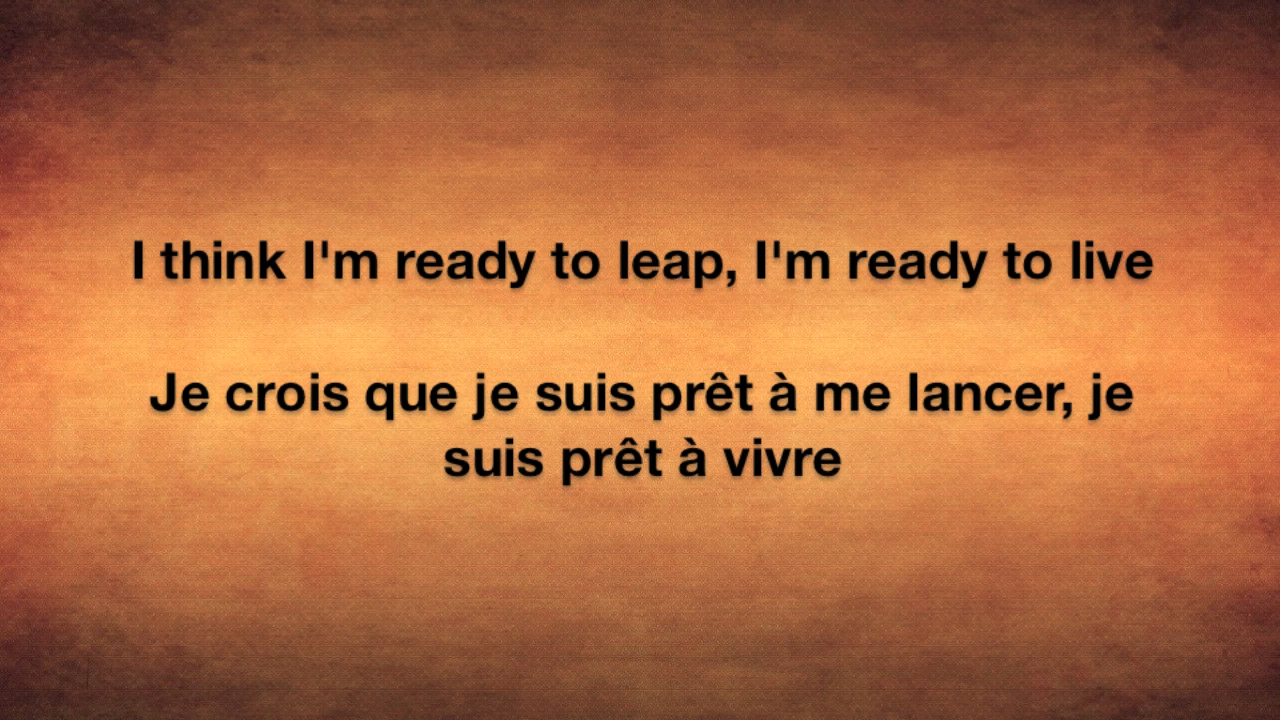 I think I'm ready to leap, I'm ready to live
Je crois que je suis prêt à me lancer, je
suis prêt à vivre